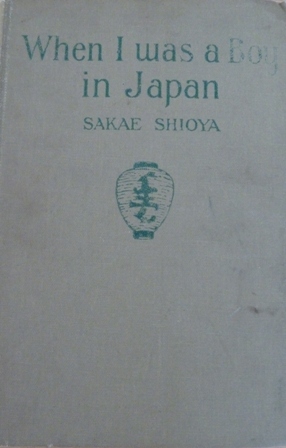 When I was a Boy
in Japan
SAKAE SHIOYA